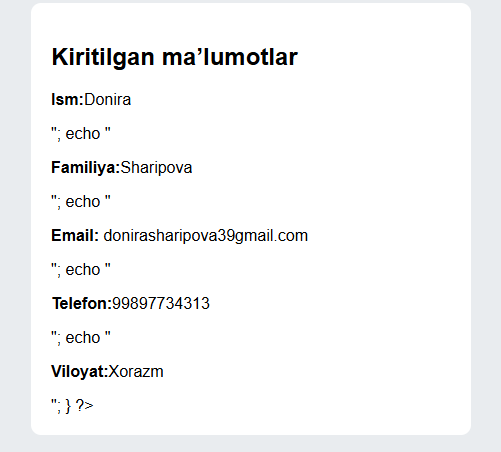 Kiritilgan ma’lumotlar
Ism:Donira
"; echo "
Familiya:Sharipova
"; echo "
Email: donirasharipova39gmail.com
"; echo "
Telefon:99897734313
"; echo "
Viloyat:Xorazm
"; } ?>